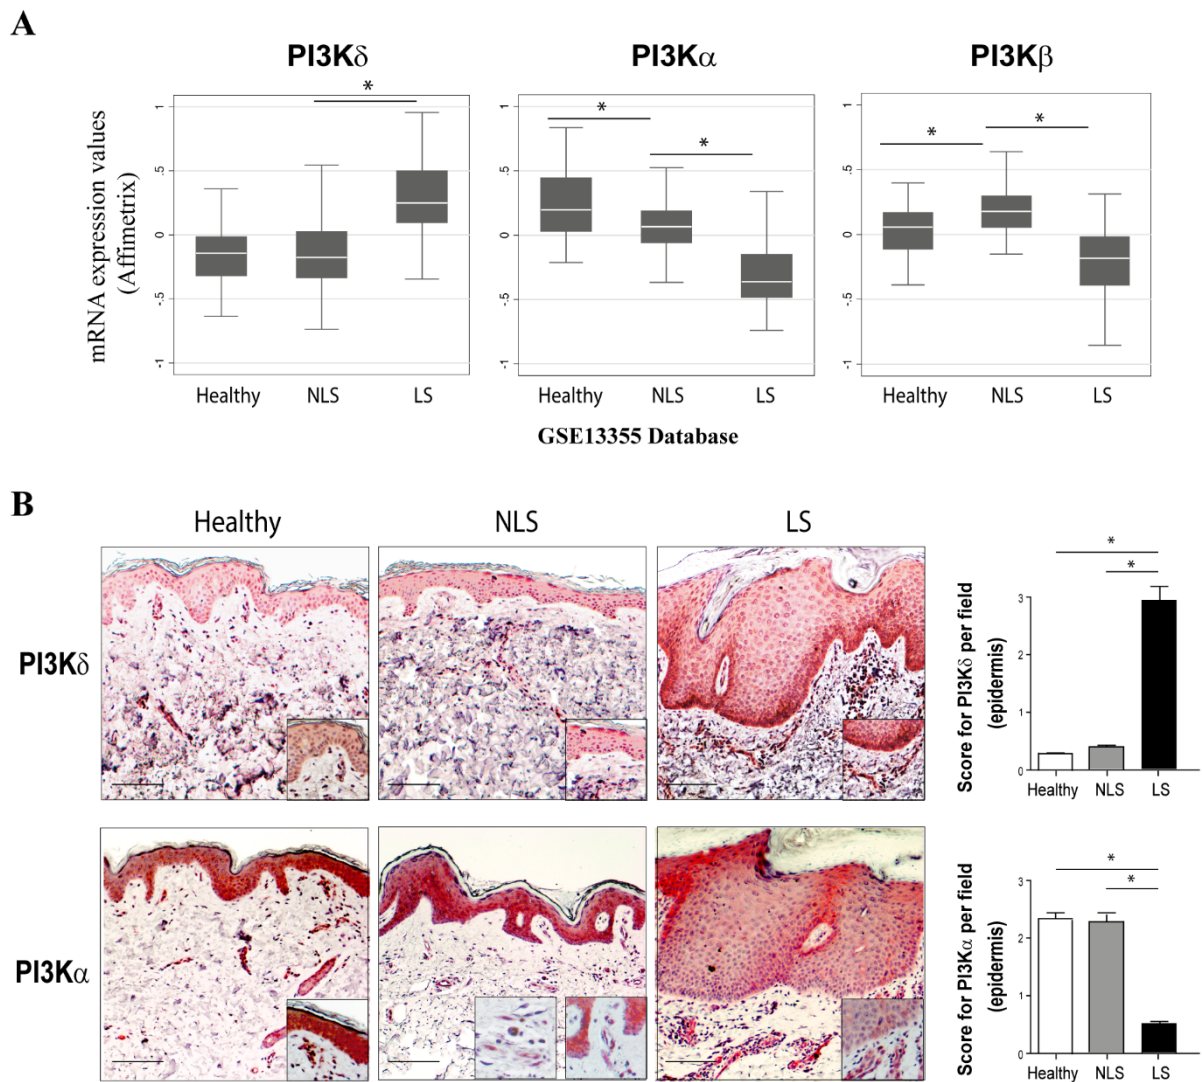 A
PI3Kδ
PI3Kα
PI3Kβ
mRNA expression values
(Affimetrix)
1
.5
0
-.5
-1
*
Healthy
NLS
LS
1
.5
0
-.5
-1
*
*
Healthy
NLS
LS
1
.5
0
-.5
-1
*
*
Healthy
NLS
LS
GSE13355 Database
B
Healthy
NLS
LS
PI3Kδ
Score for PI3Kδ per field
(epidermis)
*
*
3
2
1
0
Healthy
NLS
LS
PI3Kα
Score for PI3Kα per field
(epidermis)
*
*
3
2
1
0
Healthy
NLS
LS